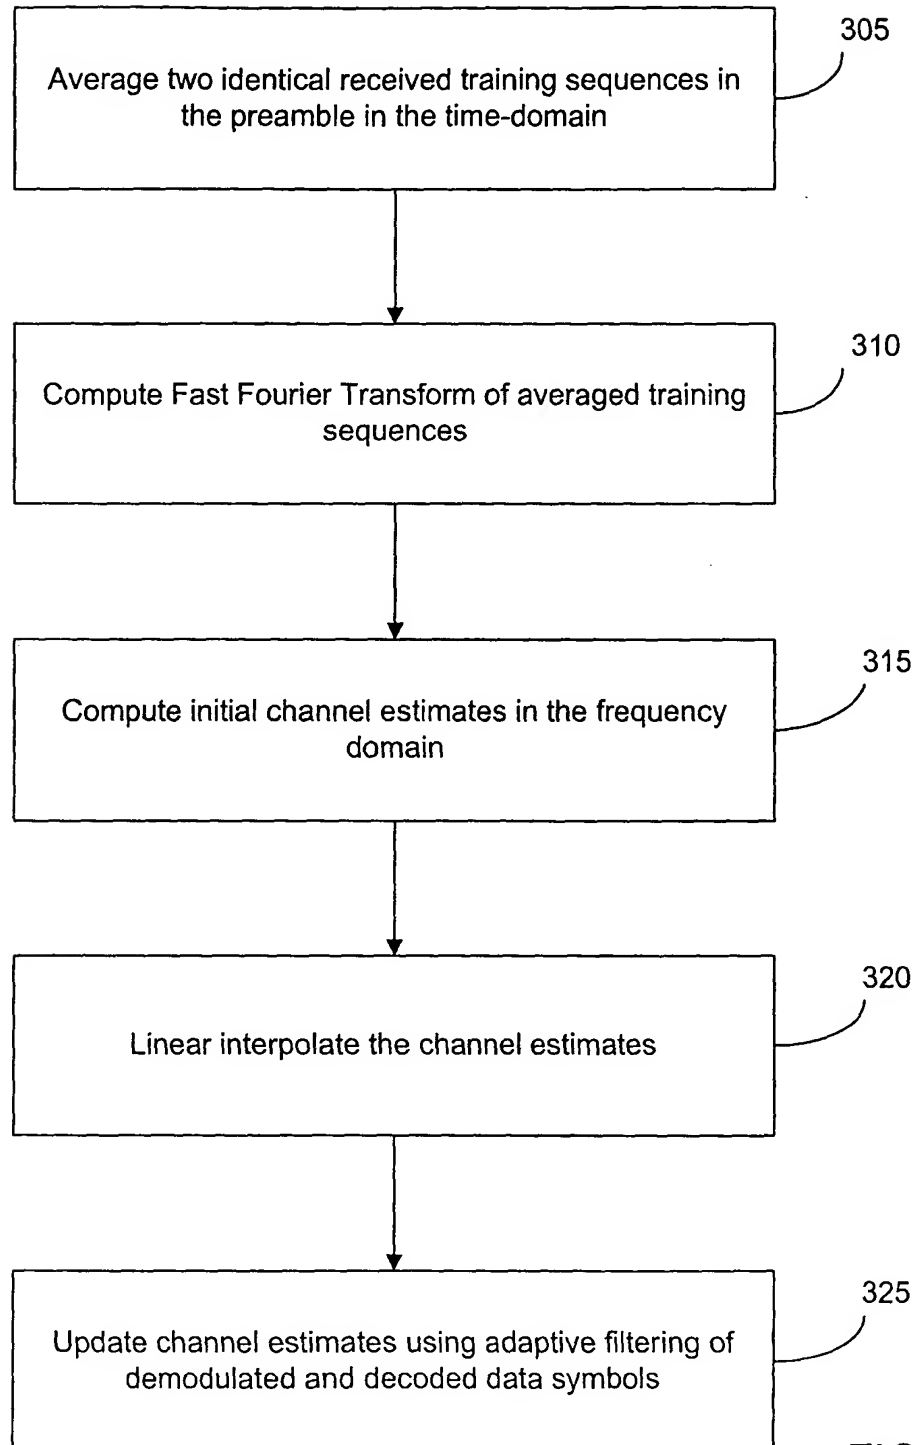 305
Average two identical received training sequences in
the preamble in the time-domain
310
Compute Fast Fourier Transform of averaged training
sequences
315
Compute initial channel estimates in the frequency
domain
320
Linear interpolate the channel estimates
325
Update channel estimates using adaptive filtering of
demodulated and decoded data symbols